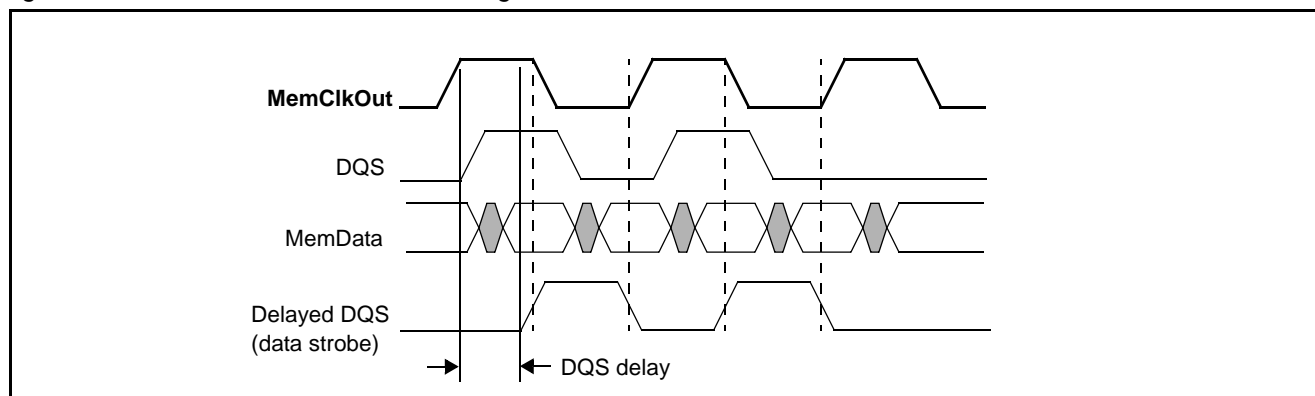 MemClkOut
DQS
MemData
Delayed DQS
(data strobe)
DQS delay